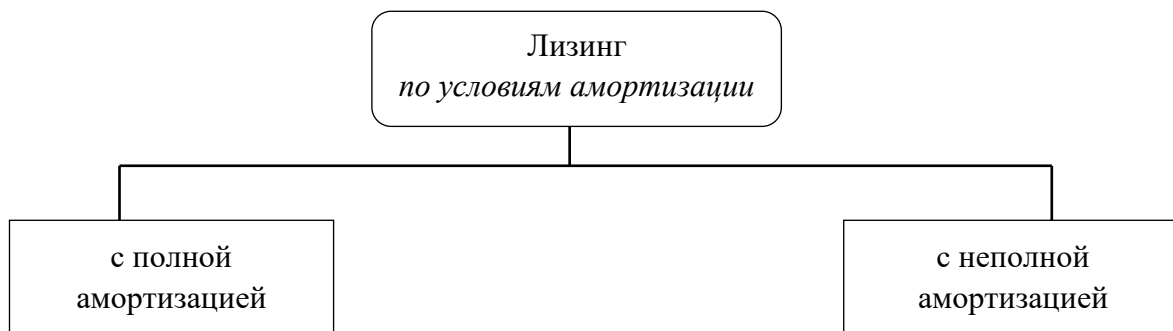 Лизинг
по условиям амортизации
с полной
амортизацией
с неполной
амортизацией